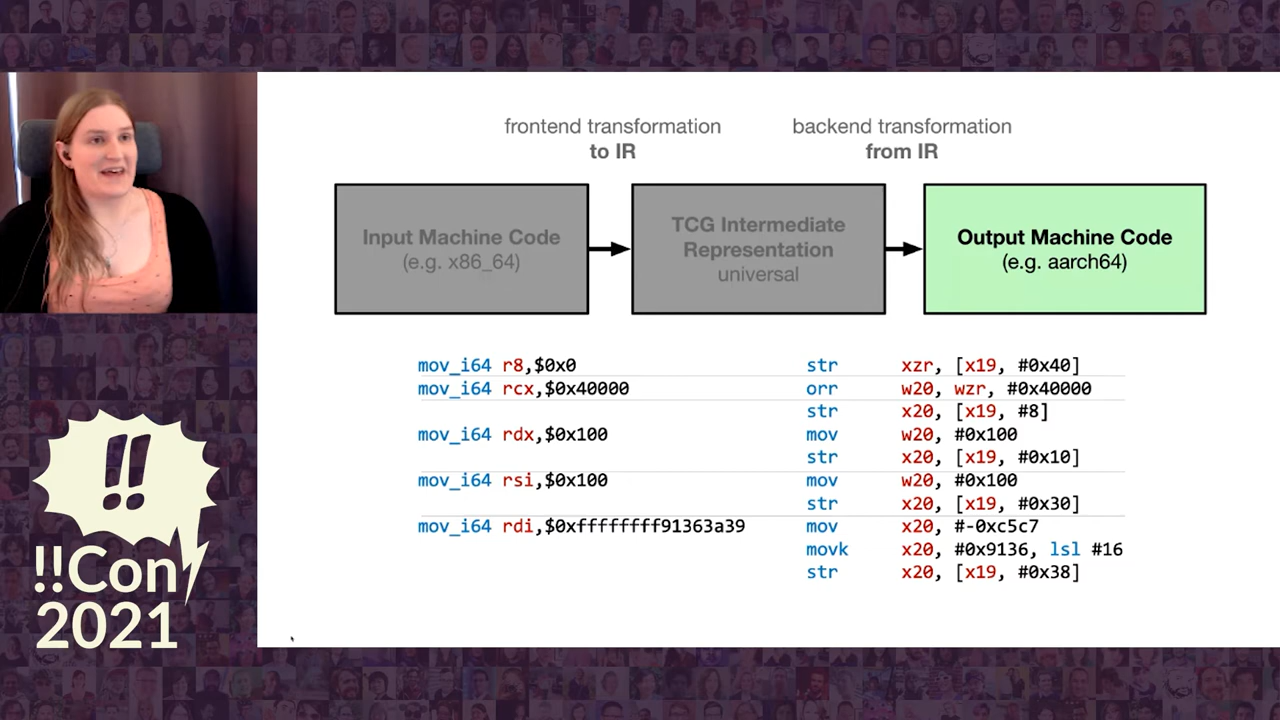 frontend transformation
to IR
backend transformation
from IR
Input Machine Code
(e.g. x86_64)
TCG Intermediate
Representation
universal
Output Machine Code
(e.g. aarch64)
mov_i64 r8,$0x0
str xzr, [x19, #0x40]
mov_i64 rcx,$0x40000
orr w20, wzr, #0x40000
str x20, [x19, #8]
mov_i64 rdx,$0x100
mov w20, #0x100
str x20, [x19, #0x10]
mov_i64 rsi,$0x100
mov w20, #0x100
str x20, [x19, #0x30]
mov_i64 rdi,$0xffffffff91363a39
mov x20, #-0xc5c7
movk x20, #0x9136, lsl #16
str x20, [x19, #0x38]
!!
!!Con
2021